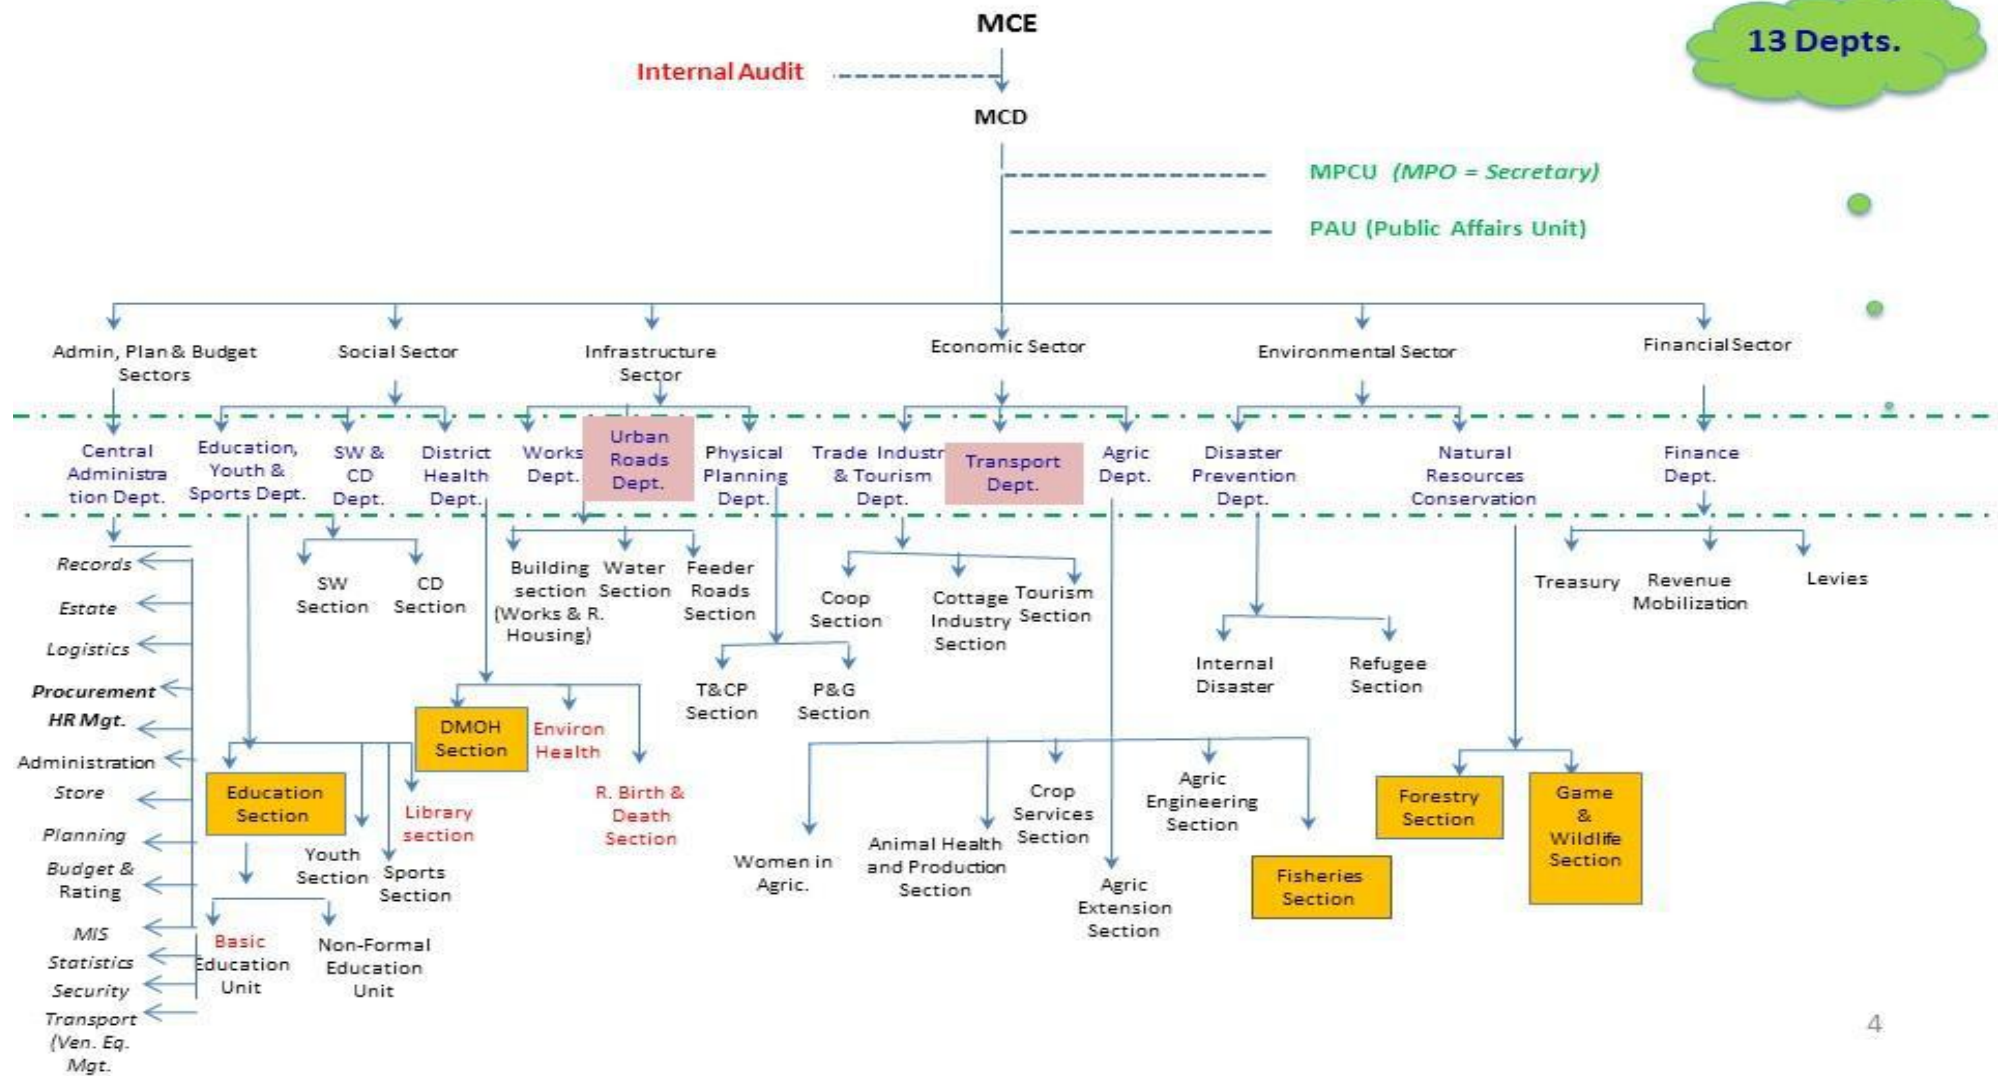 MCE
13 Depts.
Internal Audit
MCD
MPCU (MPO = Secretary)
PAU (Public Affairs Unit)
Admin, Plan & Budget
Sectors
Social Sector
Infrastructure
Sector
Economic Sector
Environmental Sector
Financial Sector
Central
Administra
tion Dept.
Education,
Youth &
Sports Dept.
SW &
CD
Dept.
District
Health
Dept.
Works
Dept.
Urban
Roads
Dept.
Physical
Planning
Dept.
Trade Industr
& Tourism
Dept.
Transport
Dept.
Agric
Dept.
Disaster
Prevention
Dept.
Natural
Resources
Conservation
Finance
Dept.
Records
Estate
Logistics
Procurement
HR Mgt.
Administration
Store
Planning
Budget &
Rating
MIS
Statistics
Security
Transport
(Ven. Eq.
Mgt.
SW
Section
CD
Section
Building
section
(Works & R.
Housing)
Water
Section
Feeder
Roads
Section
Coop
Section
Cottage
Industry
Section
Tourism
Section
Treasury
Revenue
Mobilization
Levies
Internal
Disaster
Refugee
Section
T&CP
Section
P&G
Section
DMOH
Section
Environ
Health
R. Birth &
Death
Section
Education
Section
Library
section
Youth
Section
Sports
Section
Basic
Education
Unit
Non-Formal
Education
Unit
Women in
Agric.
Animal Health
and Production
Section
Crop
Services
Section
Agric
Extension
Section
Agric
Engineering
Section
Fisheries
Section
Forestry
Section
Game
&
Wildlife
Section
4